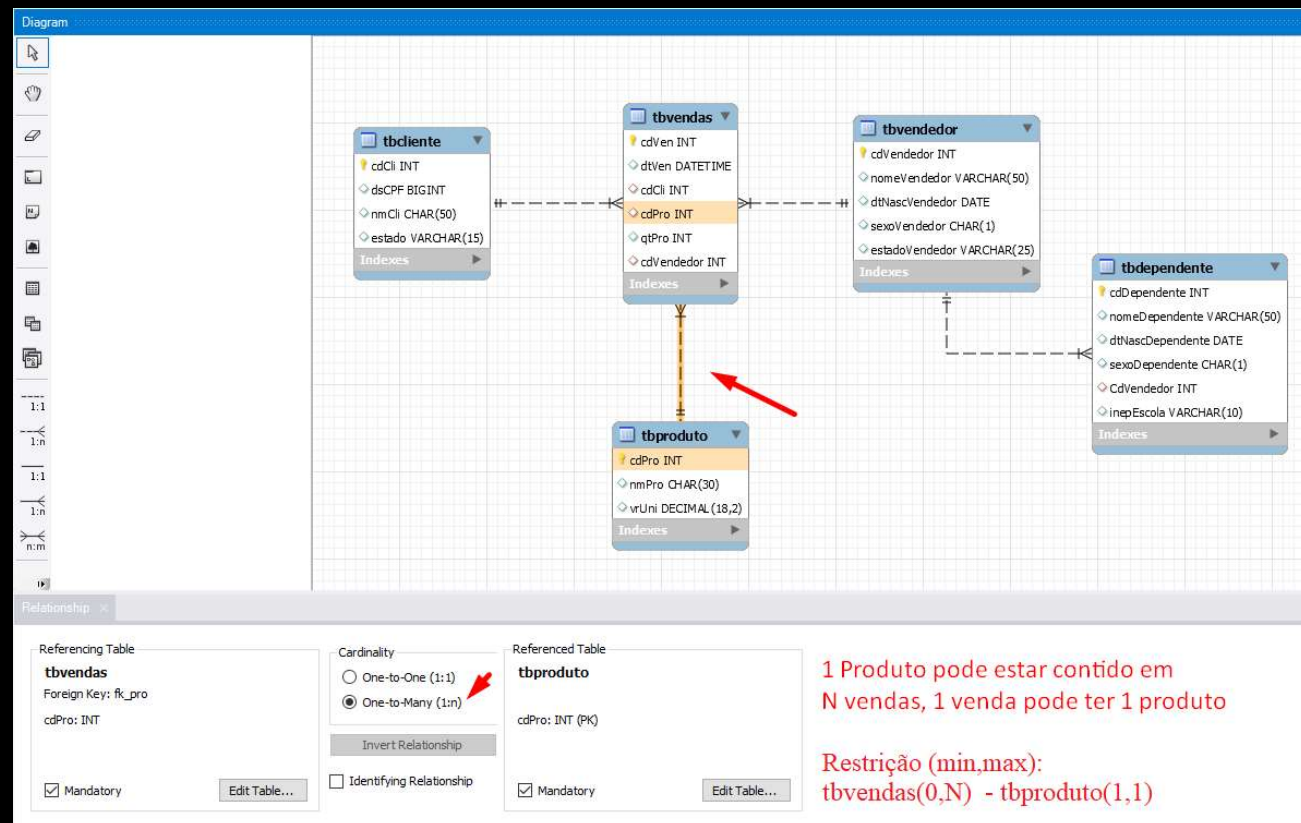 Diagram
tbcliente
cdCli INT
dsCPF BIGINT
nmCli CHAR(50)
estado VARCHAR(15)
Indexes
tbvendas
cdVen INT
dtVen DATETIME
cdCli INT
cdPro INT
qtPro INT
cdVendedor INT
Indexes
tbvendedor
cdVendedor INT
nomeVendedor VARCHAR(50)
dtNascVendedor DATE
sexoVendedor CHAR(1)
estadoVendedor VARCHAR(25)
Indexes
tbdependente
cdDependente INT
nomeDependente VARCHAR(50)
dtNascDependente DATE
sexoDependente CHAR(1)
CdVendedor INT
inepEscola VARCHAR(10)
Indexes
tbproduto
cdPro INT
nmPro CHAR(30)
vrUni DECIMAL(18,2)
Indexes
1:1
1:n
1:1
1:n
n:m
Relationship ×
Referencing Table
tbvendas
Foreign Key: fk_pro
cdPro: INT
Mandatory
Edit Table...
Cardinality
One-to-One (1:1)
One-to-Many (1:n)
Invert Relationship
Identifying Relationship
Referenced Table
tbproduto
cdPro: INT (PK)
Mandatory
Edit Table...
1 Produto pode estar contido em
N vendas, 1 venda pode ter 1 produto
Restrição (min,max):
tbvendas(0,N) - tbproduto(1,1)